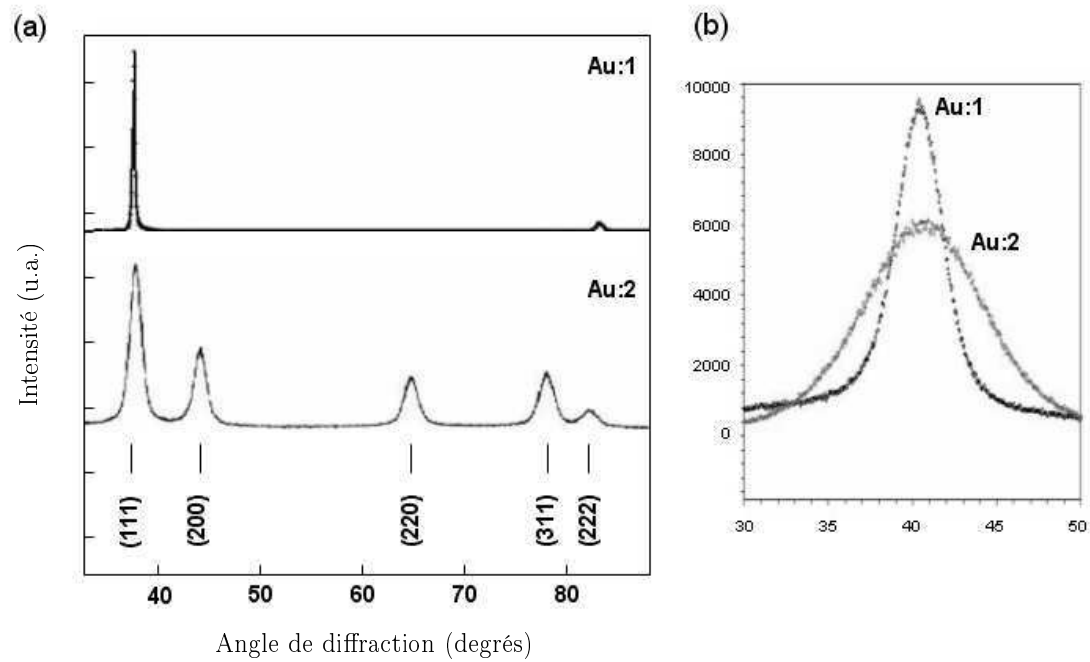 (a)
Au:1
Au:2
Intensité (u.a.)
(111)
(200)
(220)
(311)
(222)
40
50
60
70
80
Angle de diffraction (degrés)
(b)
10000
8000
6000
4000
2000
0
Au:1
Au:2
30
35
40
45
50